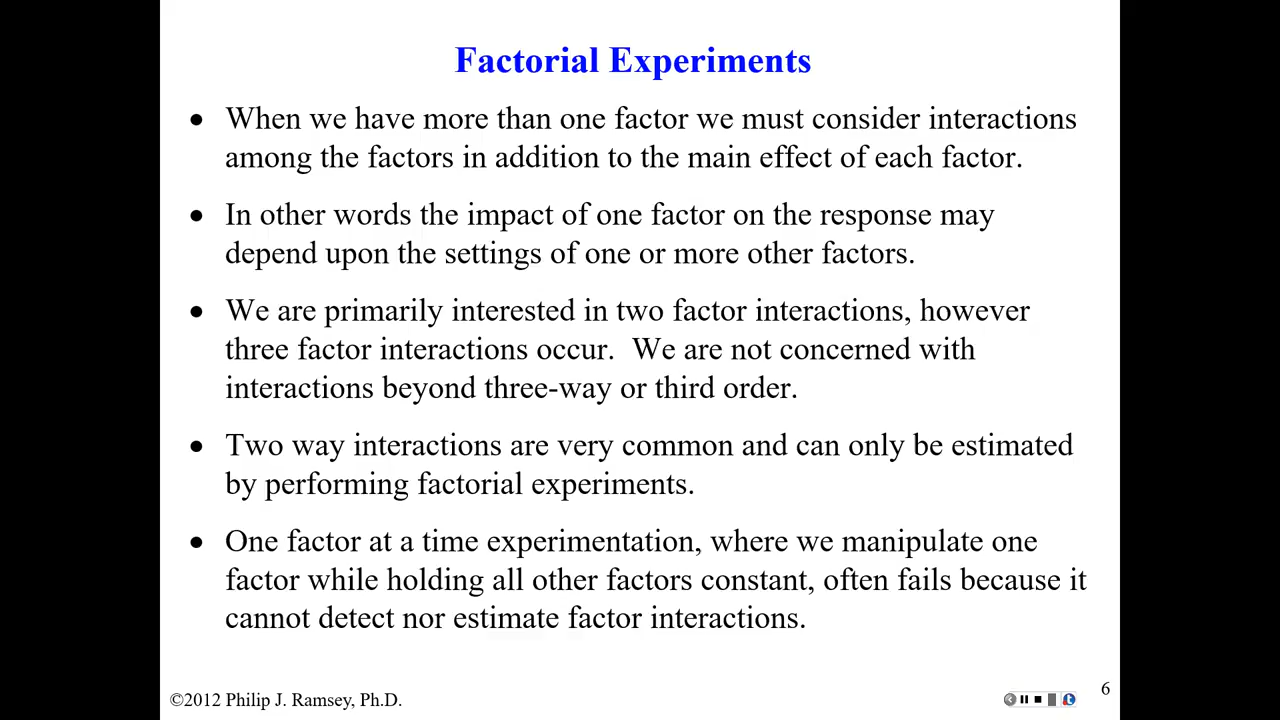 Factorial Experiments
• When we have more than one factor we must consider interactions
among the factors in addition to the main effect of each factor.
• In other words the impact of one factor on the response may
depend upon the settings of one or more other factors.
• We are primarily interested in two factor interactions, however
three factor interactions occur.  We are not concerned with
interactions beyond three-way or third order.
• Two way interactions are very common and can only be estimated
by performing factorial experiments.
• One factor at a time experimentation, where we manipulate one
factor while holding all other factors constant, often fails because it
cannot detect nor estimate factor interactions.
©2012 Philip J. Ramsey, Ph.D.
6